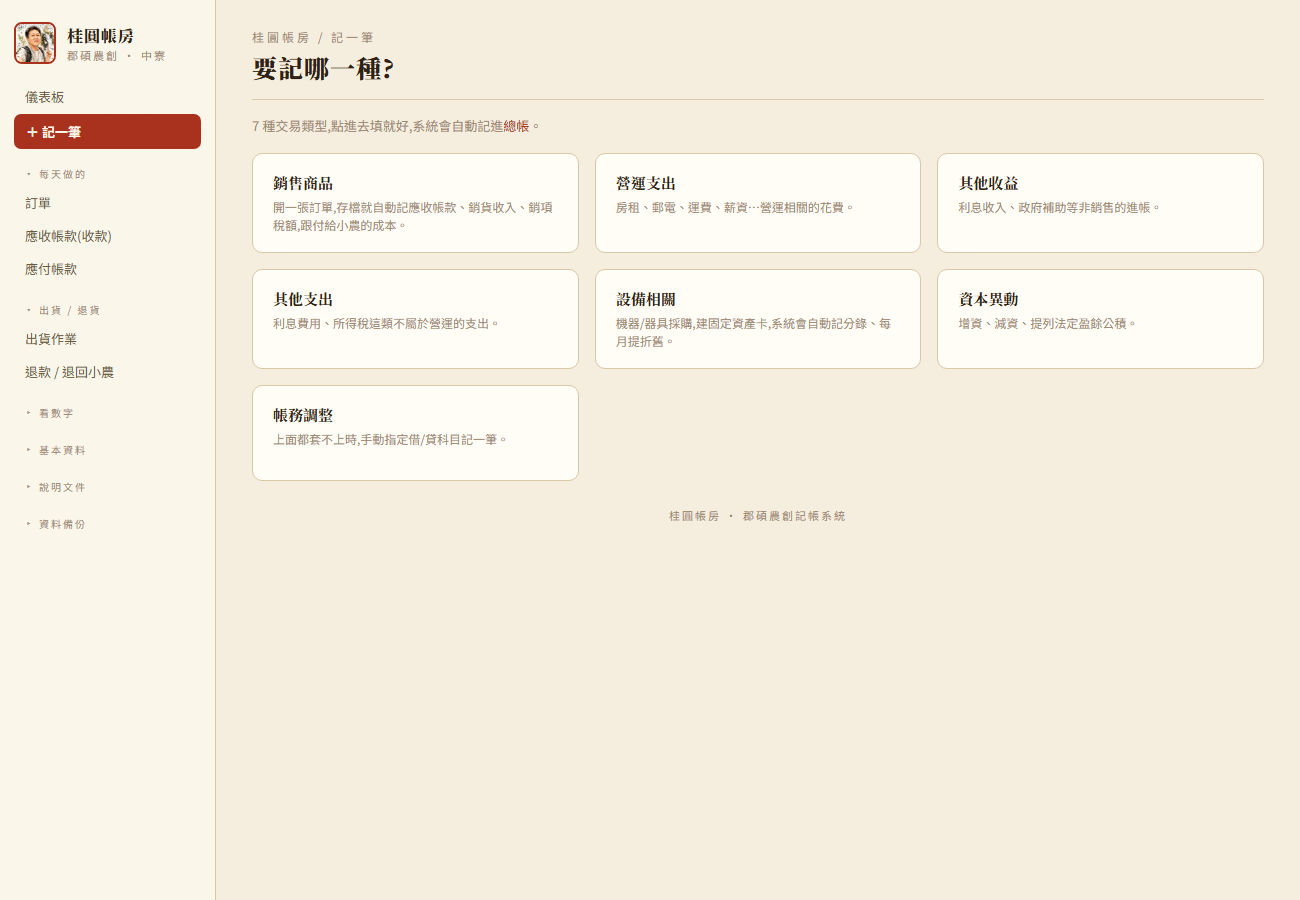 桂圓帳房
郡碩農創 ・ 中寮
儀表板
＋ 記一筆
每天做的
訂單
應收帳款(收款)
應付帳款
出貨 / 退貨
出貨作業
退款 / 退回小農
看數字
基本資料
說明文件
資料備份
桂圓帳房 / 記一筆
要記哪一種?
7 種交易類型,點進去填就好,系統會自動記進總帳。
銷售商品
開一張訂單,存檔就自動記應收帳款、銷貨收入、銷項
稅額,跟付給小農的成本。
營運支出
房租、郵電、運費、薪資…營運相關的花費。
其他收益
利息收入、政府補助等非銷售的進帳。
其他支出
利息費用、所得稅這類不屬於營運的支出。
設備相關
機器/器具採購,建固定資產卡,系統會自動記分錄、每
月提折舊。
資本異動
增資、減資、提列法定盈餘公積。
帳務調整
上面都套不上時,手動指定借/貸科目記一筆。
桂圓帳房 ・ 郡碩農創記帳系統